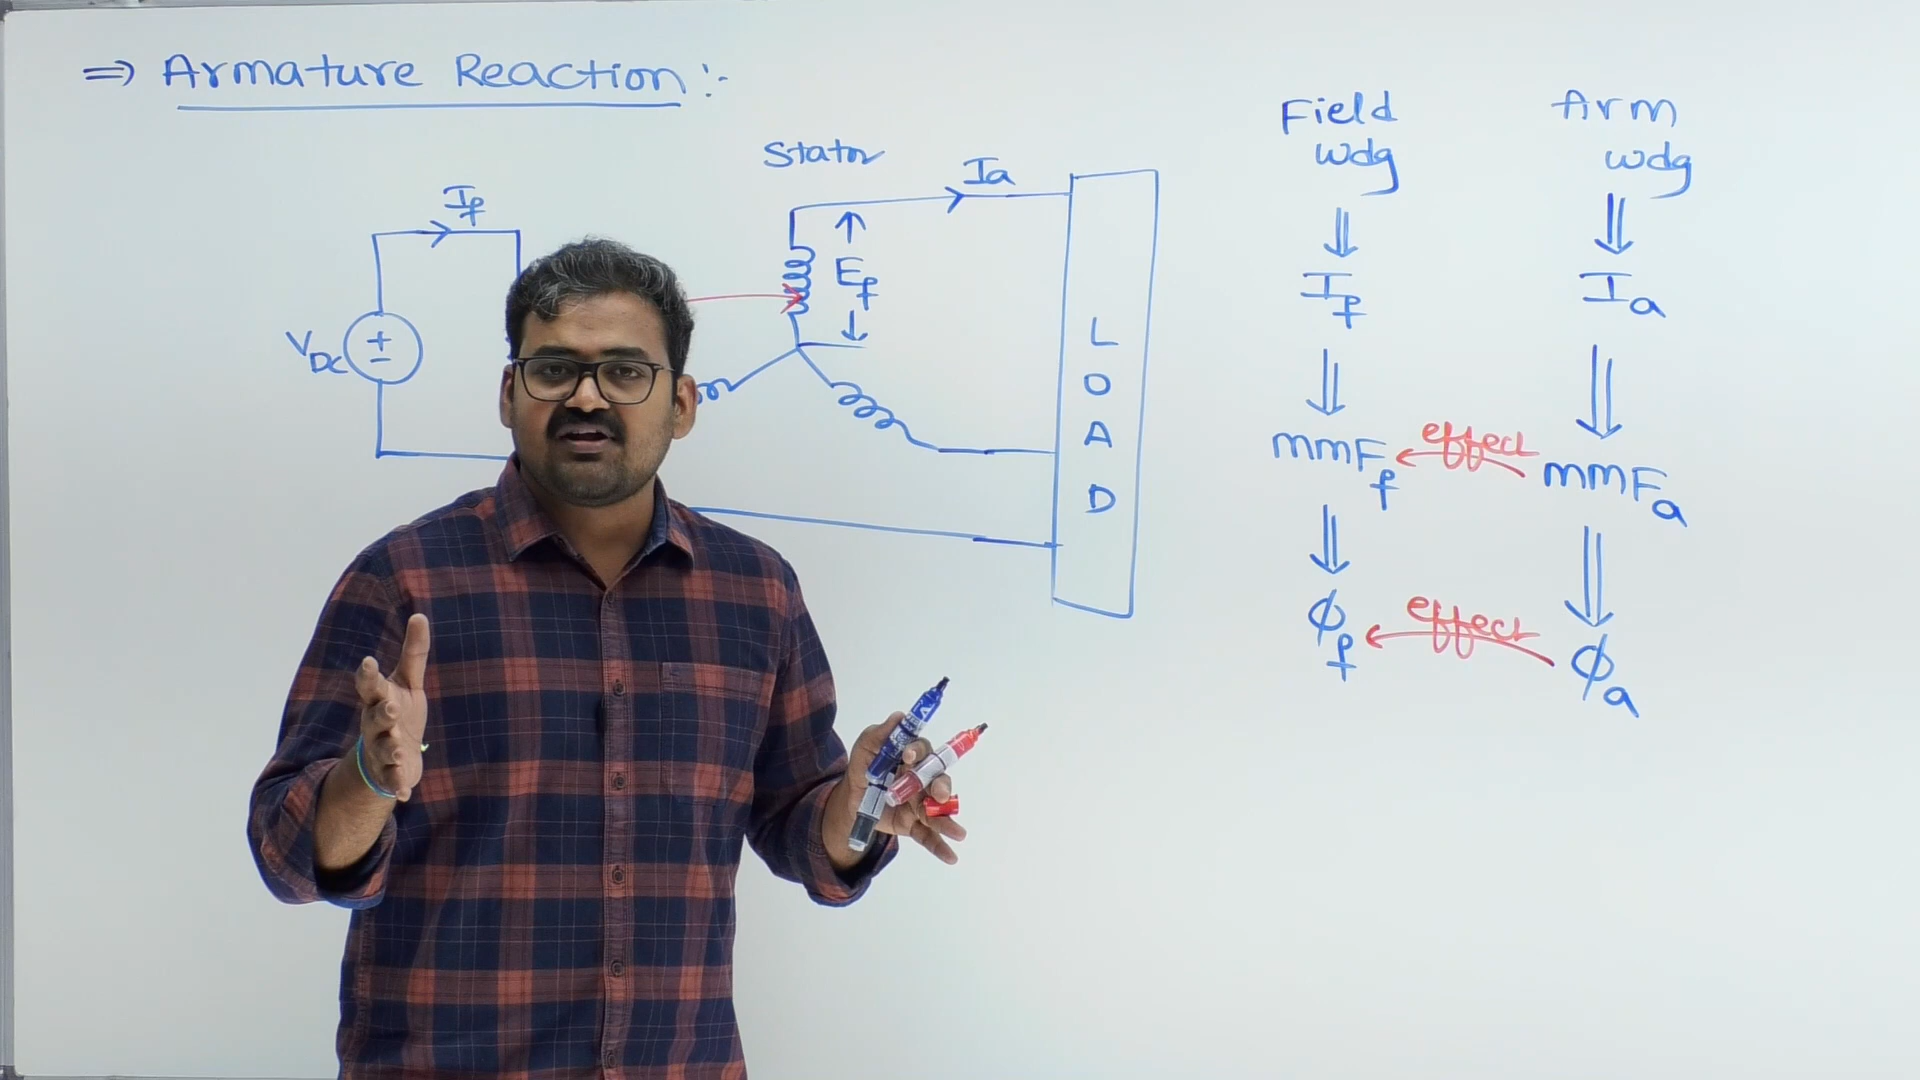 ⇒ Armature Reaction :-
Stator
If
Ia
Ef
VDC
+
-
L
O
A
D
Field
wdg
⇓
If
⇓
mmFf
⇓
ϕf
Arm
wdg
⇓
Ia
⇓
mmFa
⇓
ϕa
effect
effect